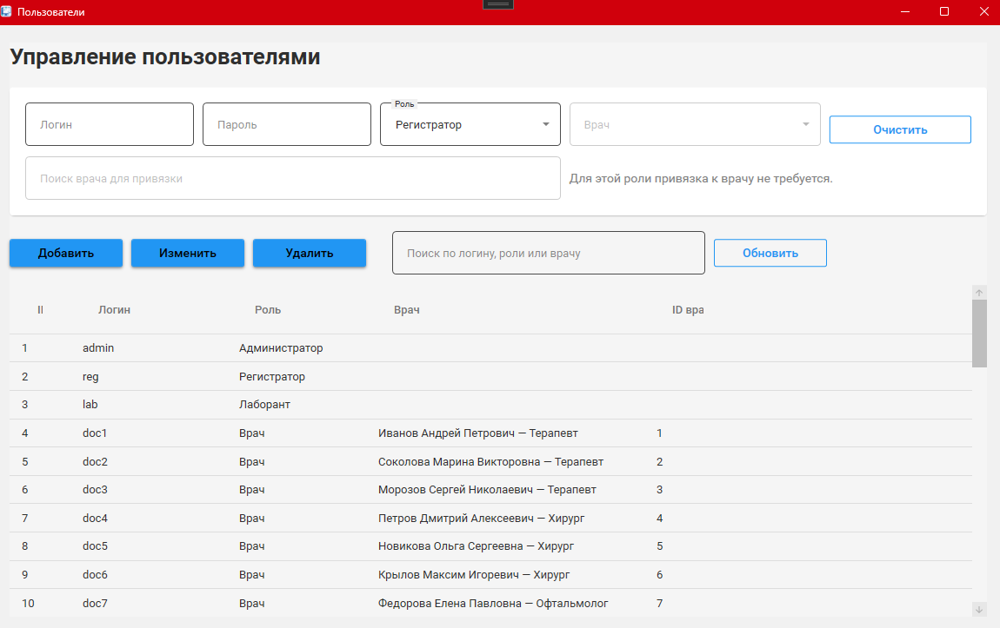 Пользователи
Управление пользователями
Роль
Логин Пароль Регистратор Врач Очистить
Поиск врача для привязки Для этой роли привязка к врачу не требуется.
Добавить Изменить Удалить Поиск по логину, роли или врачу Обновить
Логин Роль Врач ID вра
1 admin Администратор
2 reg Регистратор
3 lab Лаборант
4 doc1 Врач Иванов Андрей Петрович — Терапевт 1
5 doc2 Врач Соколова Марина Викторовна — Терапевт 2
6 doc3 Врач Морозов Сергей Николаевич — Терапевт 3
7 doc4 Врач Петров Дмитрий Алексеевич — Хирург 4
8 doc5 Врач Новикова Ольга Сергеевна — Хирург 5
9 doc6 Врач Крылов Максим Игоревич — Хирург 6
10 doc7 Врач Федорова Елена Павловна — Офтальмолог 7